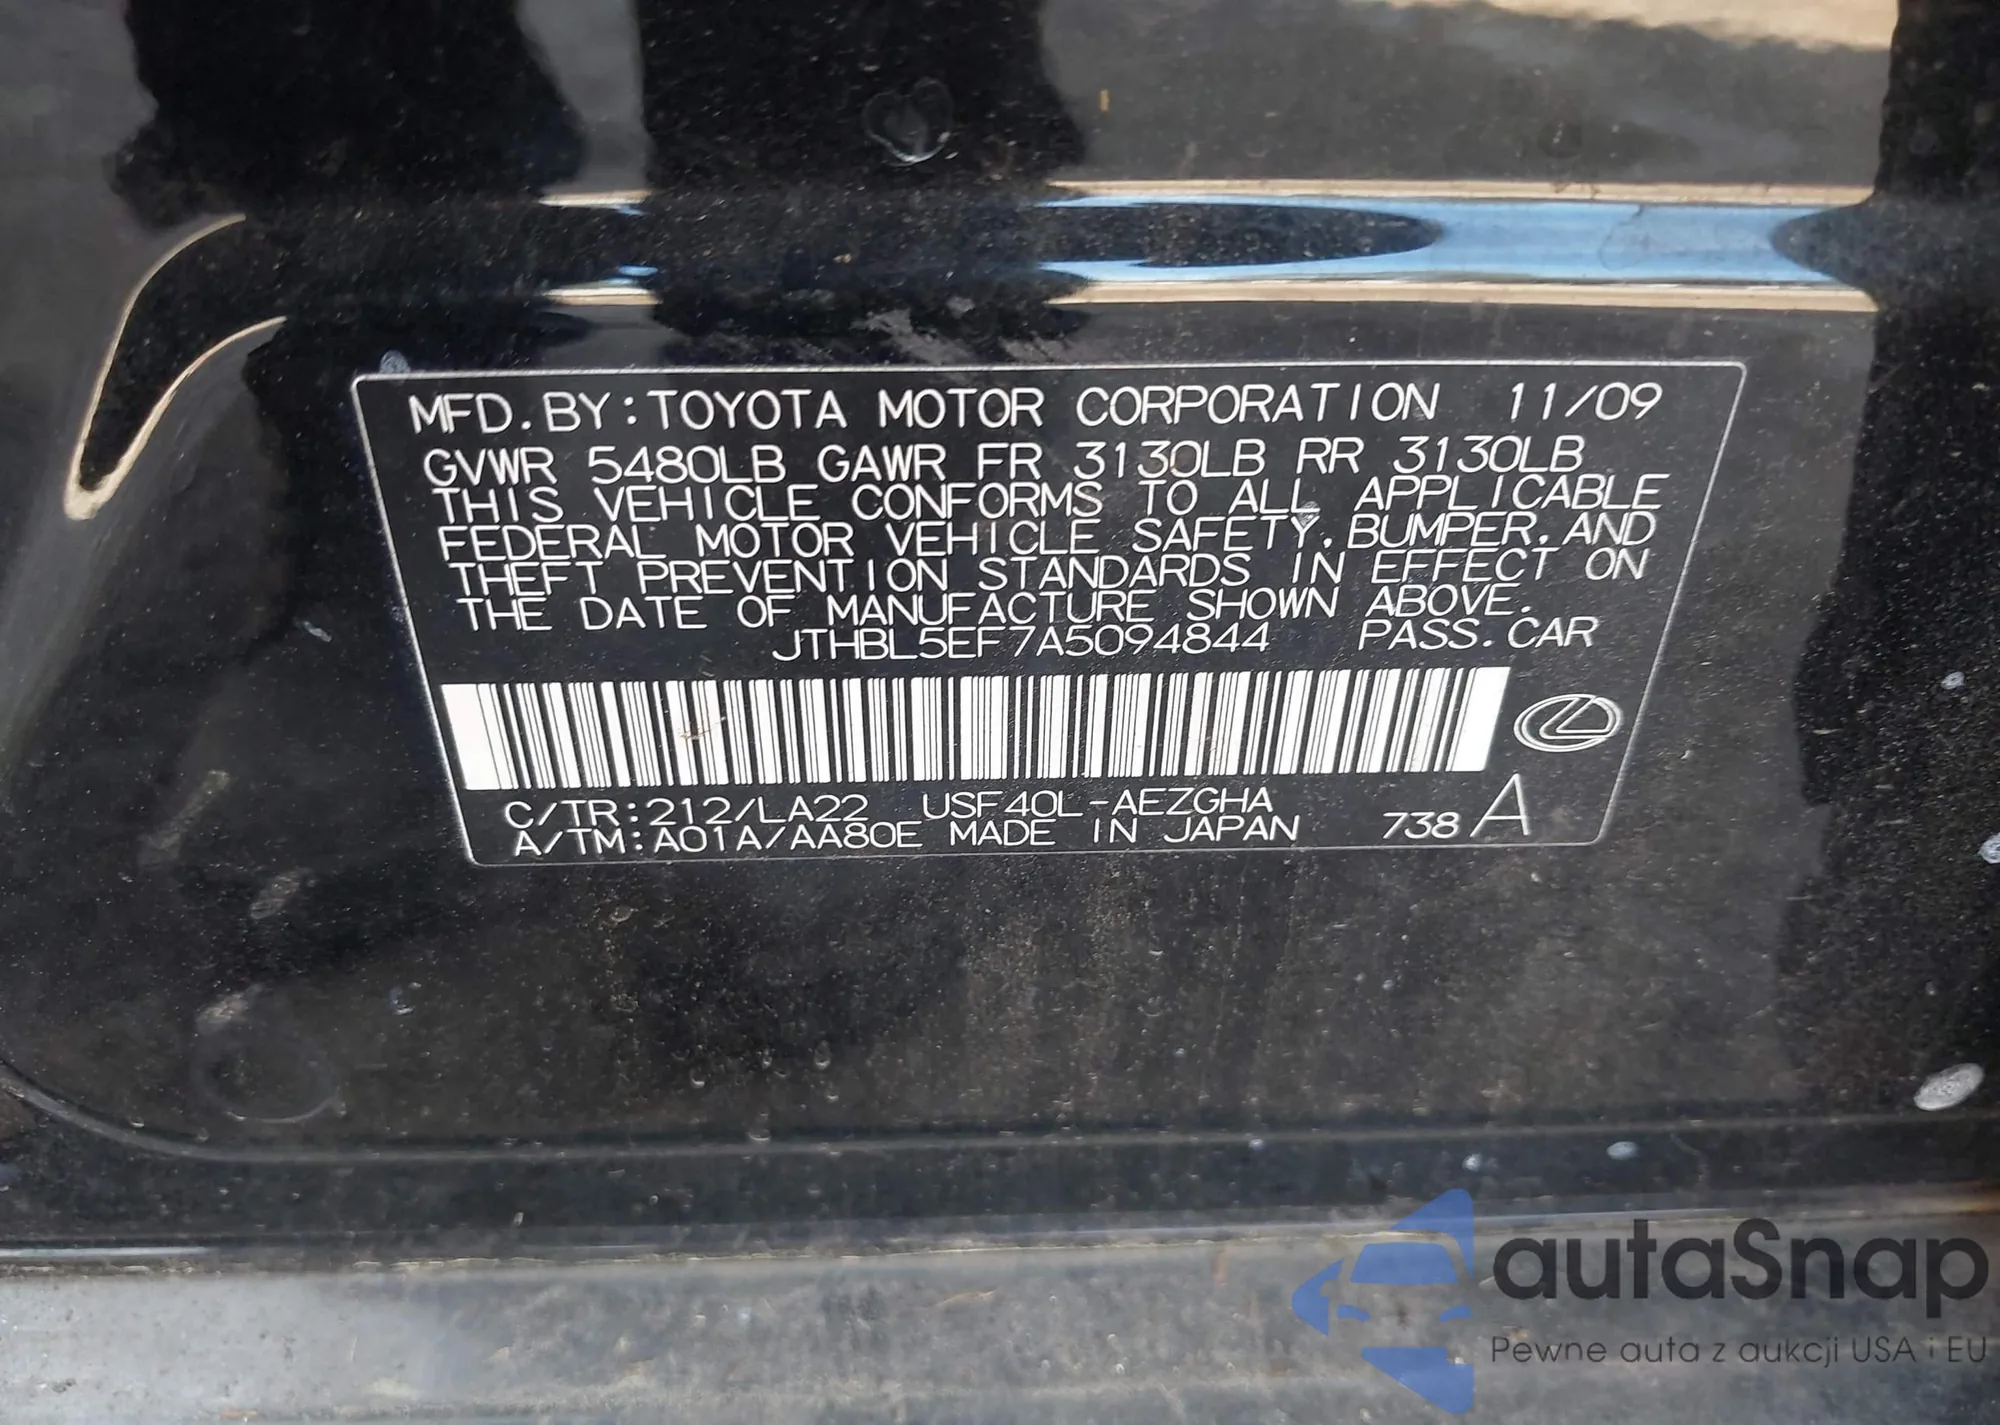 MFD. BY: TOYOTA MOTOR CORPORATION 11/09
GVWR 5480LB GAWR FR 3130LB RR 3130LB
THIS VEHICLE CONFORMS TO ALL APPLICABLE
FEDERAL MOTOR VEHICLE SAFETY, BUMPER, AND
THEFT PREVENTION STANDARDS IN EFFECT ON
THE DATE OF MANUFACTURE SHOWN ABOVE.
JTHBL5EF7A5094844 PASS. CAR
C/TR:212/LA22 USF40L-AEZGHA
A/TM:A01A/AA80E MADE IN JAPAN 738 A
autaSnap
Pewne auta z aukcji USA i EU